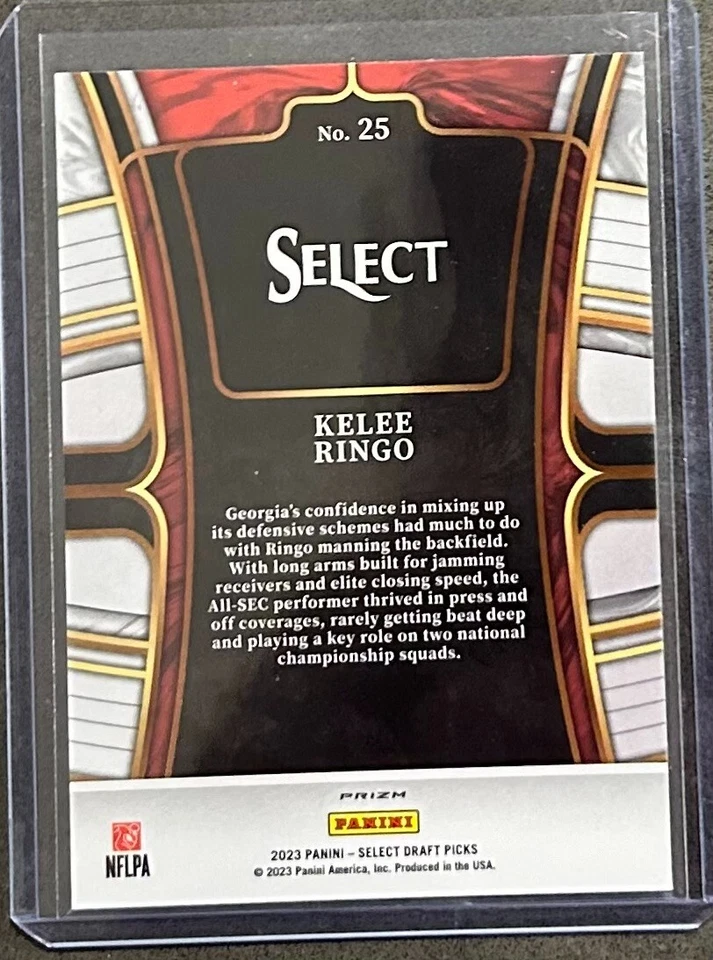 No. 25
SELECT
KELEE
RINGO
Georgia's confidence in mixing up
its defensive schemes had much to do
with Ringo manning the backfield.
With long arms built for jamming
receivers and elite closing speed, the
All-SEC performer thrived in press and
off coverages, rarely getting beat deep
and playing a key role on two national
championship squads.
PRIZM
PANINI
NFLPA
2023 PANINI – SELECT DRAFT PICKS
© 2023 Panini America, Inc. Produced in the USA.